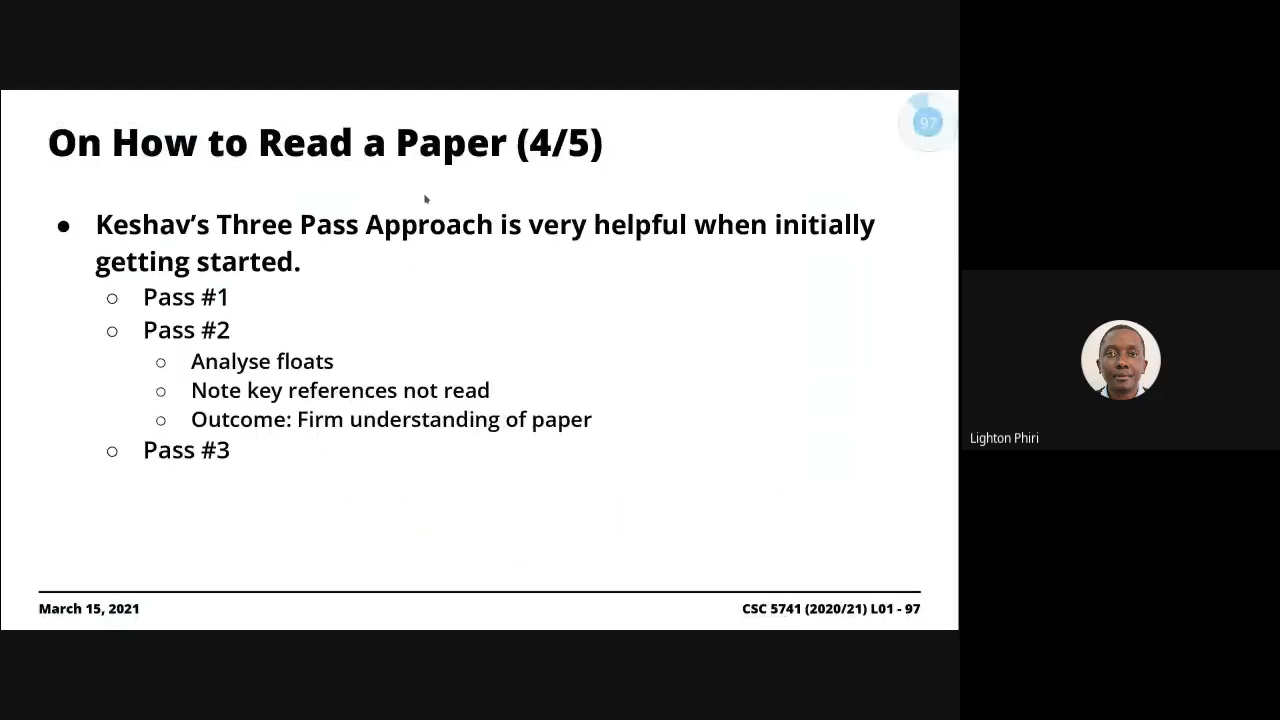 On How to Read a Paper (4/5)
97
● Keshav's Three Pass Approach is very helpful when initially
getting started.
○ Pass #1
○ Pass #2
○ Analyse floats
○ Note key references not read
○ Outcome: Firm understanding of paper
○ Pass #3
March 15, 2021
CSC 5741 (2020/21) L01 - 97
Lighton Phiri